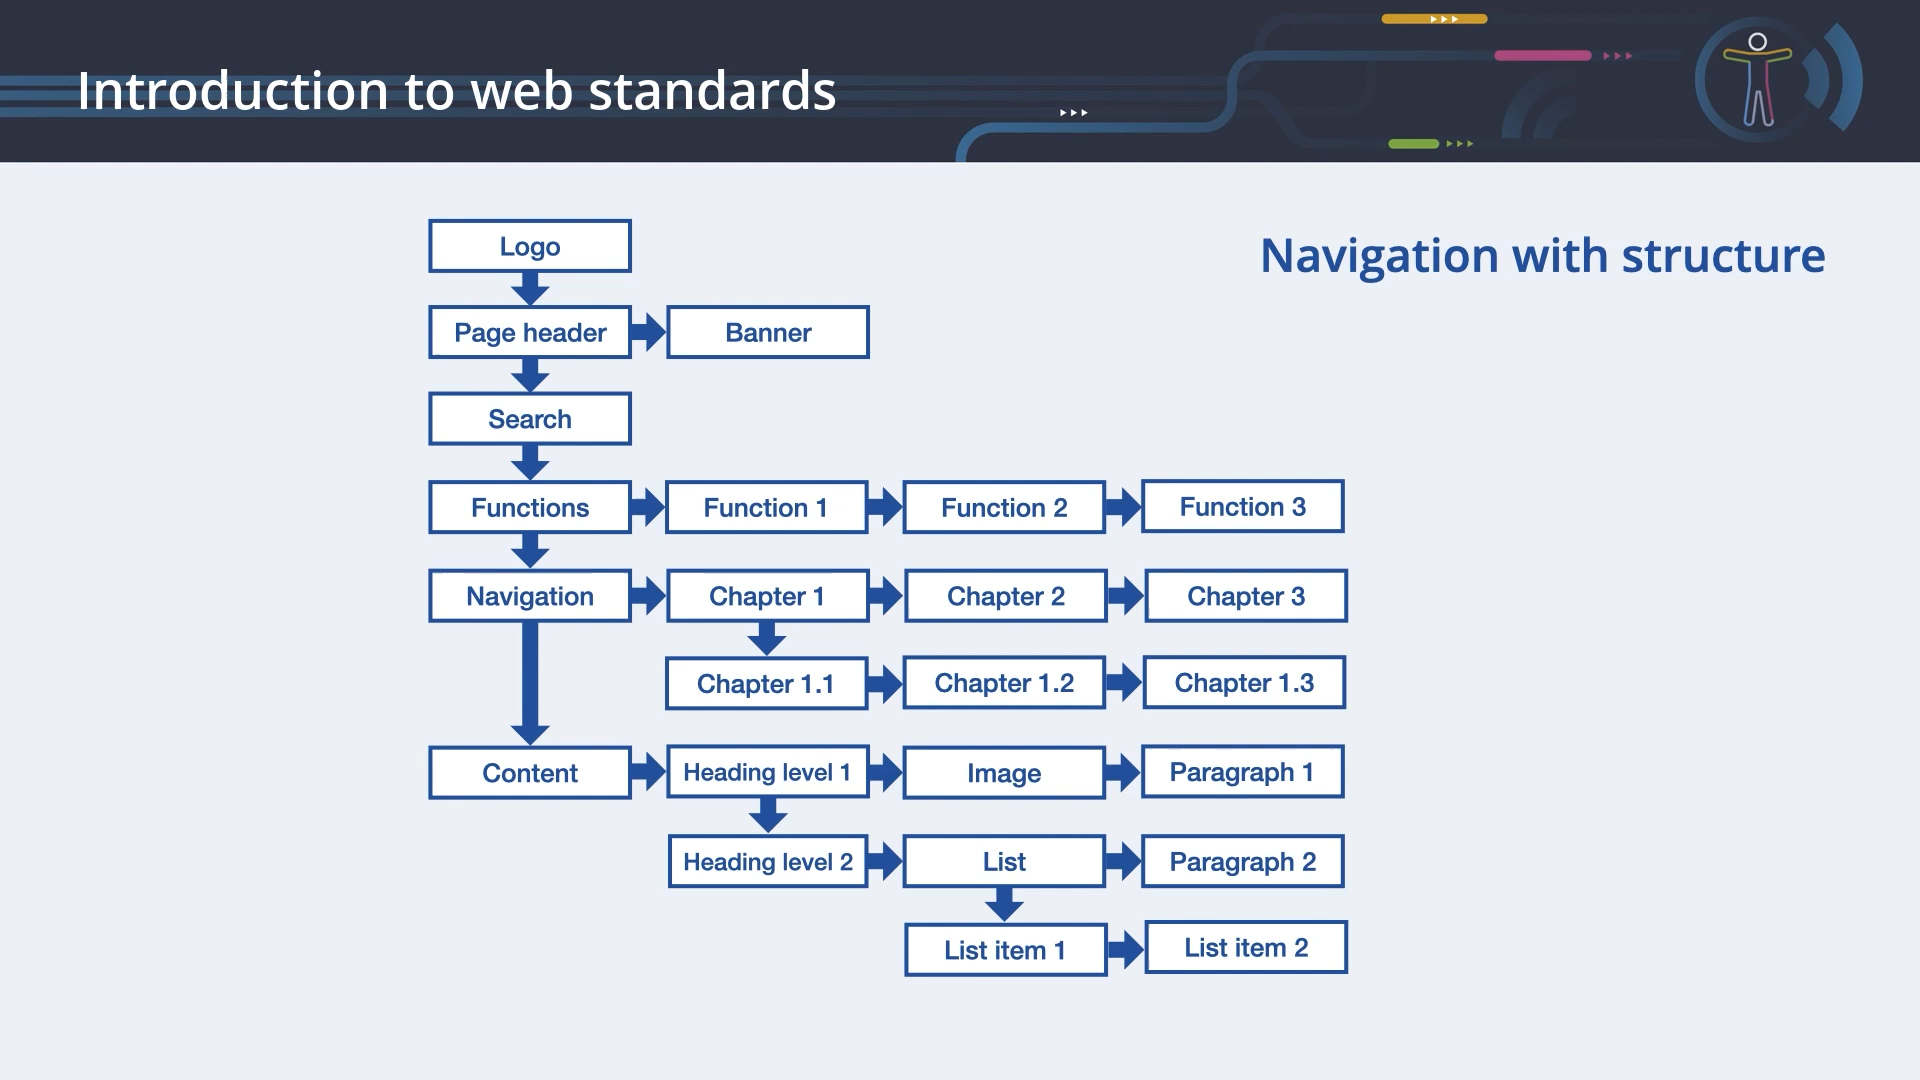 Introduction to web standards
Navigation with structure
Logo
Page header
Banner
Search
Functions
Function 1
Function 2
Function 3
Navigation
Chapter 1
Chapter 2
Chapter 3
Chapter 1.1
Chapter 1.2
Chapter 1.3
Content
Heading level 1
Image
Paragraph 1
Heading level 2
List
Paragraph 2
List item 1
List item 2